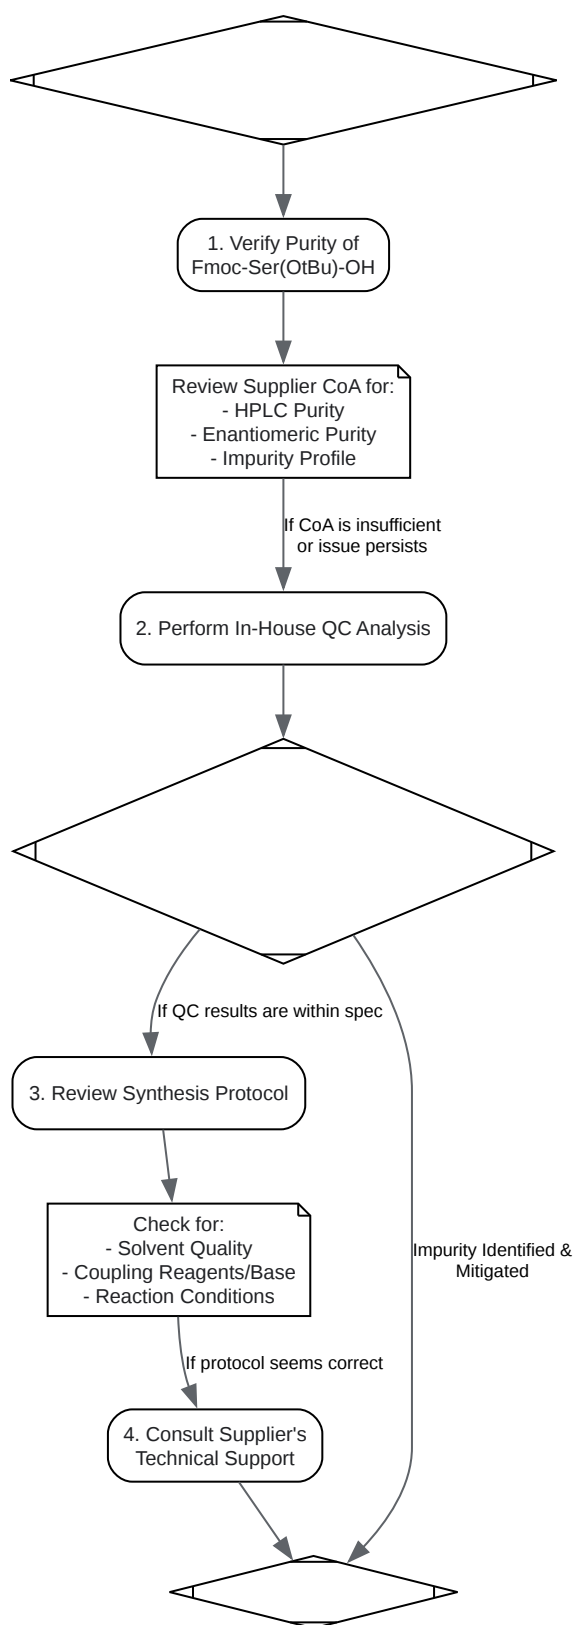 1. Verify Purity of
Fmoc-Ser(OtBu)-OH
Review Supplier CoA for:
- HPLC Purity
- Enantiomeric Purity
- Impurity Profile
If CoA is insufficient
or issue persists
2. Perform In-House QC Analysis
If QC results are within spec
3. Review Synthesis Protocol
Check for:
- Solvent Quality
- Coupling Reagents/Base
- Reaction Conditions
Impurity Identified &
Mitigated
If protocol seems correct
4. Consult Supplier's
Technical Support